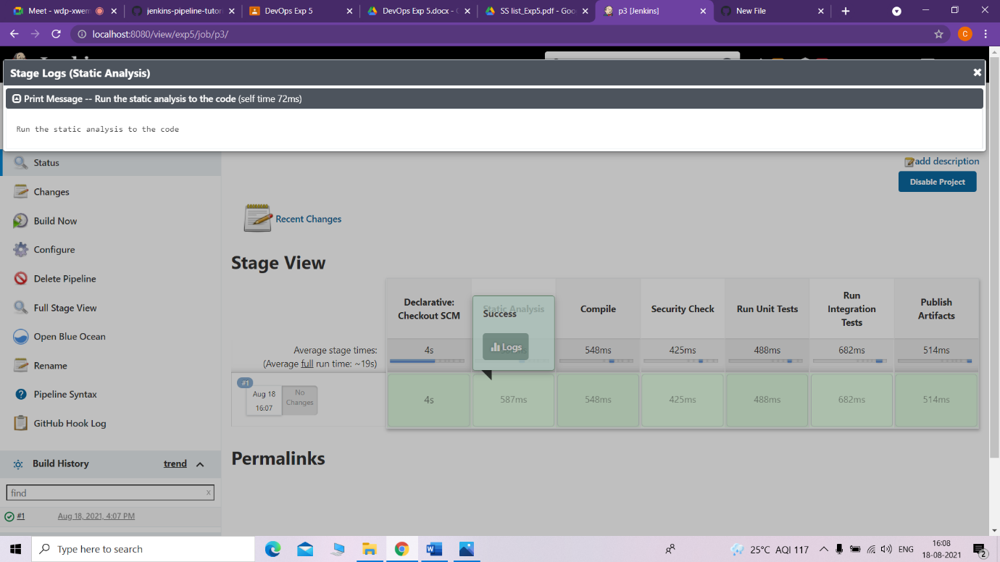 Meet - wdp-xwem
jenkins-pipeline-tutor
DevOps Exp 5
DevOps Exp 5.docx - G
SS list_Exp5.pdf - Goo
p3 [Jenkins]
New File
localhost:8080/view/exp5/job/p3/
C
Stage Logs (Static Analysis)
Print Message -- Run the static analysis to the code (self time 72ms)
Run the static analysis to the code
Status
Changes
Build Now
Configure
Delete Pipeline
Full Stage View
Open Blue Ocean
Rename
Pipeline Syntax
GitHub Hook Log
Build History
trend
find
x
#1
Aug 18, 2021, 4:07 PM
add description
Disable Project
Recent Changes
Stage View
Declarative:
Checkout SCM
Static Analysis
Compile
Security Check
Run Unit Tests
Run
Integration
Tests
Publish
Artifacts
Success
Logs
Average stage times:
(Average full run time: ~19s)
4s
548ms
425ms
488ms
682ms
514ms
#1
Aug 18
16:07
No
Changes
4s
587ms
548ms
425ms
488ms
682ms
514ms
Permalinks
Type here to search
25°C AQI 117
ENG
16:08
18-08-2021
2